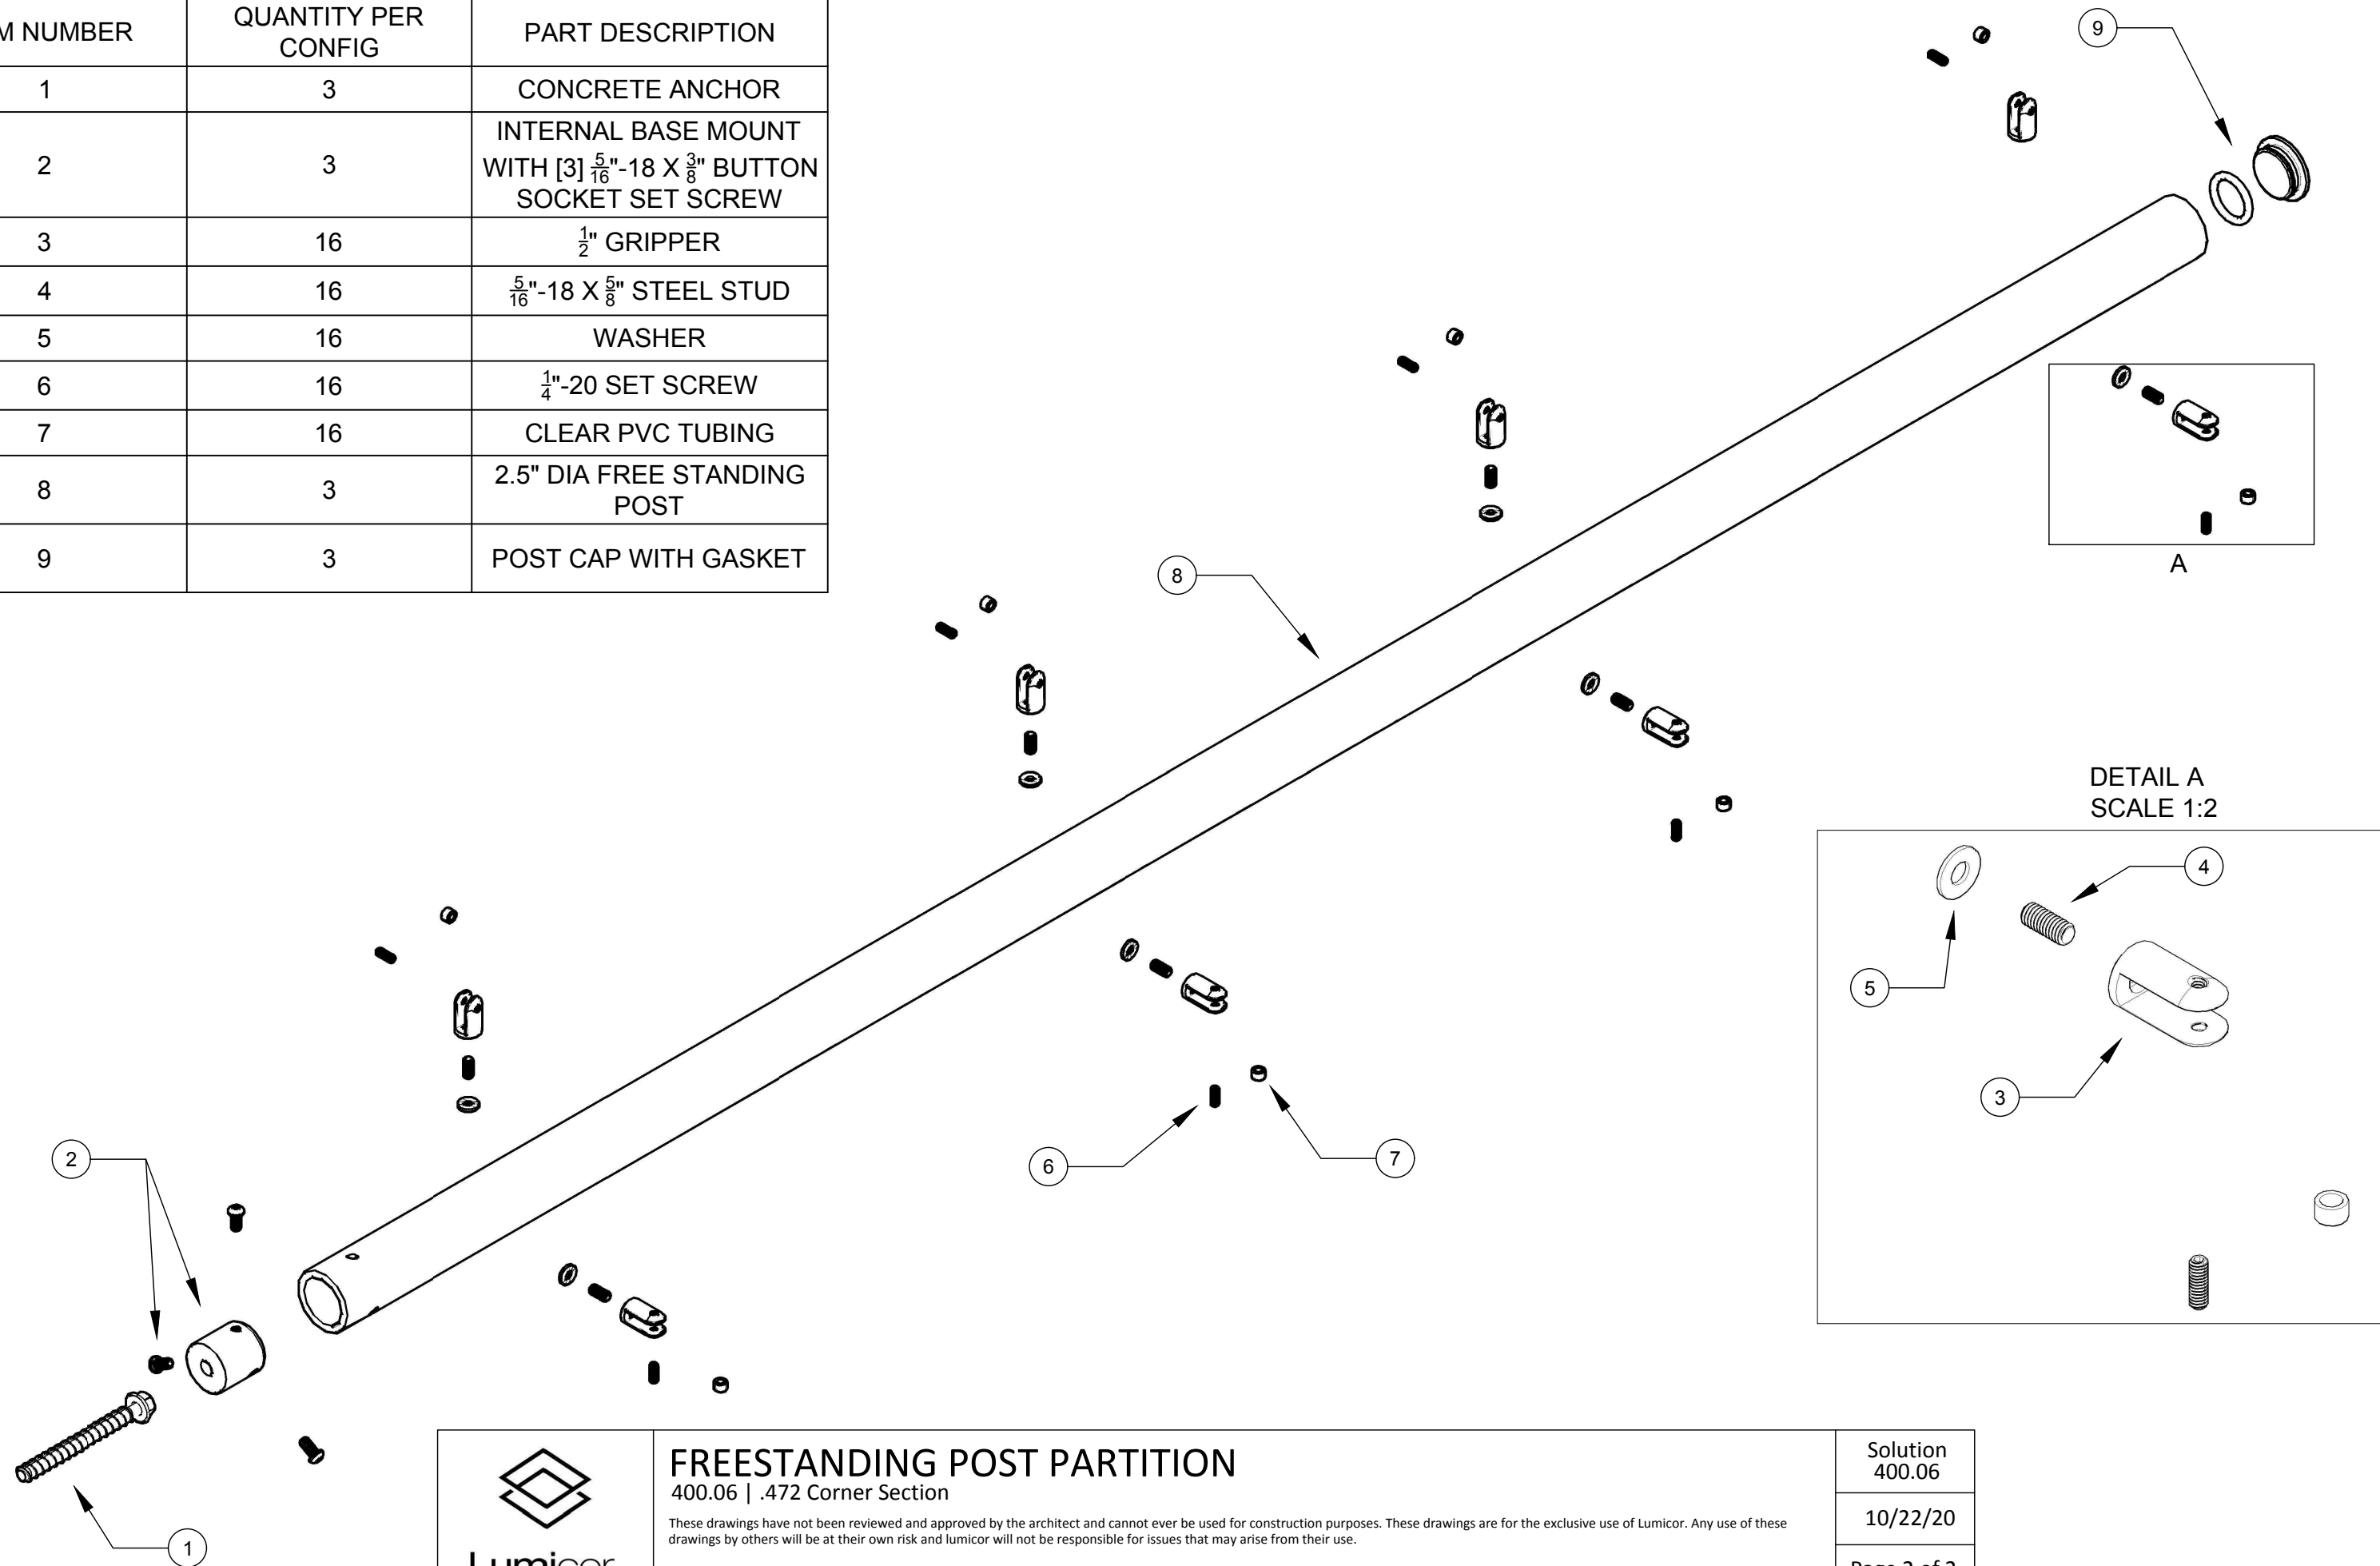 M NUMBER
QUANTITY PER
CONFIG
PART DESCRIPTION
1
3
CONCRETE ANCHOR
2
3
INTERNAL BASE MOUNT
WITH [3] 5/16"-18 X 3/8" BUTTON
SOCKET SET SCREW
3
16
1/2" GRIPPER
4
16
5/16"-18 X 5/8" STEEL STUD
5
16
WASHER
6
16
1/4"-20 SET SCREW
7
16
CLEAR PVC TUBING
8
3
2.5" DIA FREE STANDING
POST
9
3
POST CAP WITH GASKET
9
8
A
DETAIL A
SCALE 1:2
4
5
3
2
6
7
1
FREESTANDING POST PARTITION
400.06 | .472 Corner Section
These drawings have not been reviewed and approved by the architect and cannot ever be used for construction purposes. These drawings are for the exclusive use of Lumicor. Any use of these
drawings by others will be at their own risk and lumicor will not be responsible for issues that may arise from their use.
Lumicor
Solution
400.06
10/22/20
Page of